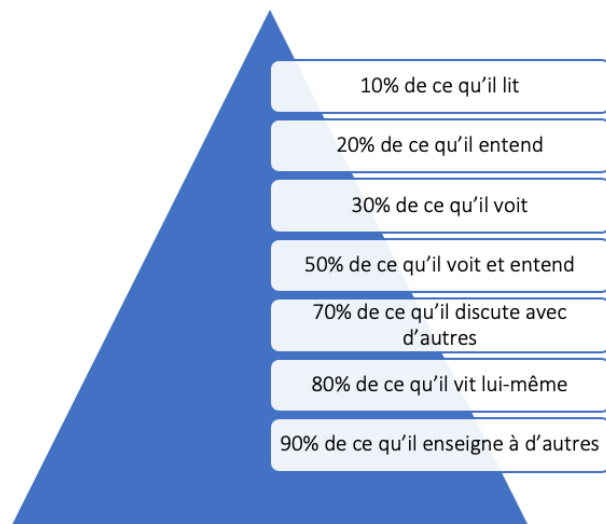 10% de ce qu’il lit
20% de ce qu’il entend
30% de ce qu’il voit
50% de ce qu’il voit et entend
70% de ce qu’il discute avec
d’autres
80% de ce qu’il vit lui-même
90% de ce qu’il enseigne à d’autres